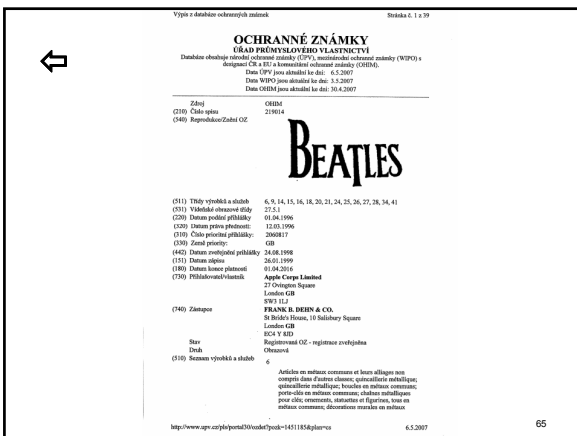 Výpis z databáze ochranných známek Stránka č. 1 z 39
OCHRANNÉ ZNÁMKY
ÚŘAD PRŮMYSLOVÉHO VLASTNICTVÍ
Databáze obsahuje národní ochranné známky (ÚPV), mezinárodní ochranné známky (WIPO) s
designací ČR a EU a komunitární ochranné známky (OHIM).
Data ÚPV jsou aktuální ke dni: 6.5.2007
Data WIPO jsou aktuální ke dni: 3.5.2007
Data OHIM jsou aktuální ke dni: 30.4.2007
Zdroj OHIM
(210) Číslo spisu 219014
(540) Reprodukce/Znění OZ
BEATLES
(511) Třídy výrobků a služeb 6, 9, 14, 15, 16, 18, 20, 21, 24, 25, 26, 27, 28, 34, 41
(531) Vídeňské obrazové třídy 27.5.1
(220) Datum podání přihlášky 01.04.1996
(320) Datum práva přednosti: 12.03.1996
(310) Číslo prioritní přihlášky: 2060817
(330) Země priority: GB
(442) Datum zveřejnění přihlášky 24.08.1998
(151) Datum zápisu 26.01.1999
(180) Datum konce platnosti 01.04.2016
(730) Přihlašovatel/vlastník Apple Corps Limited
27 Ovington Square
London GB
SW3 1LJ
(740) Zástupce FRANK B. DEHN & CO.
St Bride's House, 10 Salisbury Square
London GB
EC4 Y 8JD
Stav Registrovaná OZ - registrace zveřejněna
Druh Obrazová
(510) Seznam výrobků a služeb 6
Articles en métaux communs et leurs alliages non
compris dans d'autres classes; quincaillerie métallique;
quincaillerie métallique; boucles en métaux communs;
porte-clés en métaux communs; chaînes métalliques
pour clés; ornements, statuettes et figurines, tous en
métaux communs; décorations murales en métaux
http://www.upv.cz/pls/portal30/ozdet?pozk=1451185&plan=cs 6.5.2007
65